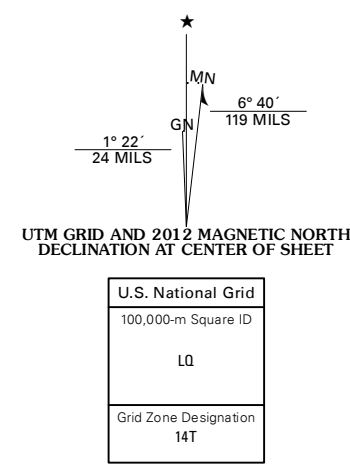 ★
MN
6° 40´
119 MILS
GN
1° 22´
24 MILS
UTM GRID AND 2012 MAGNETIC NORTH
DECLINATION AT CENTER OF SHEET
U.S. National Grid
100,000-m Square ID
LQ
Grid Zone Designation
14T